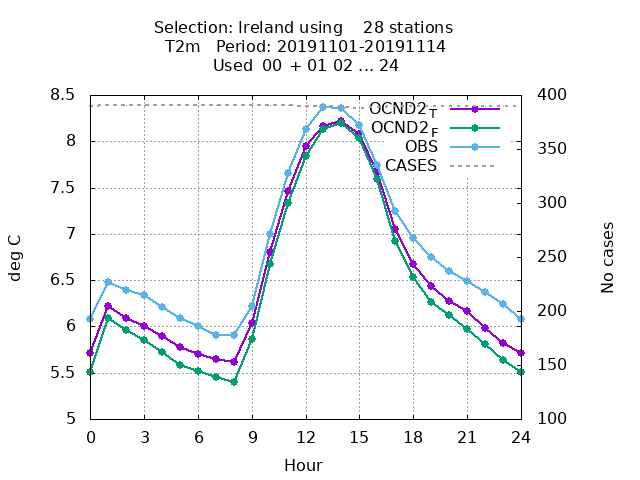 Selection: Ireland using 28 stations
T2m Period: 20191101-20191114
Used 00 + 01 02 ... 24
8.5 400
OCND2 T
8 OCND2 F
350
OBS
CASES
7.5
300
7
deg C
No cases
250
6.5
6 200
5.5 150
5 100
0 3 6 9 12 15 18 21 24
Hour